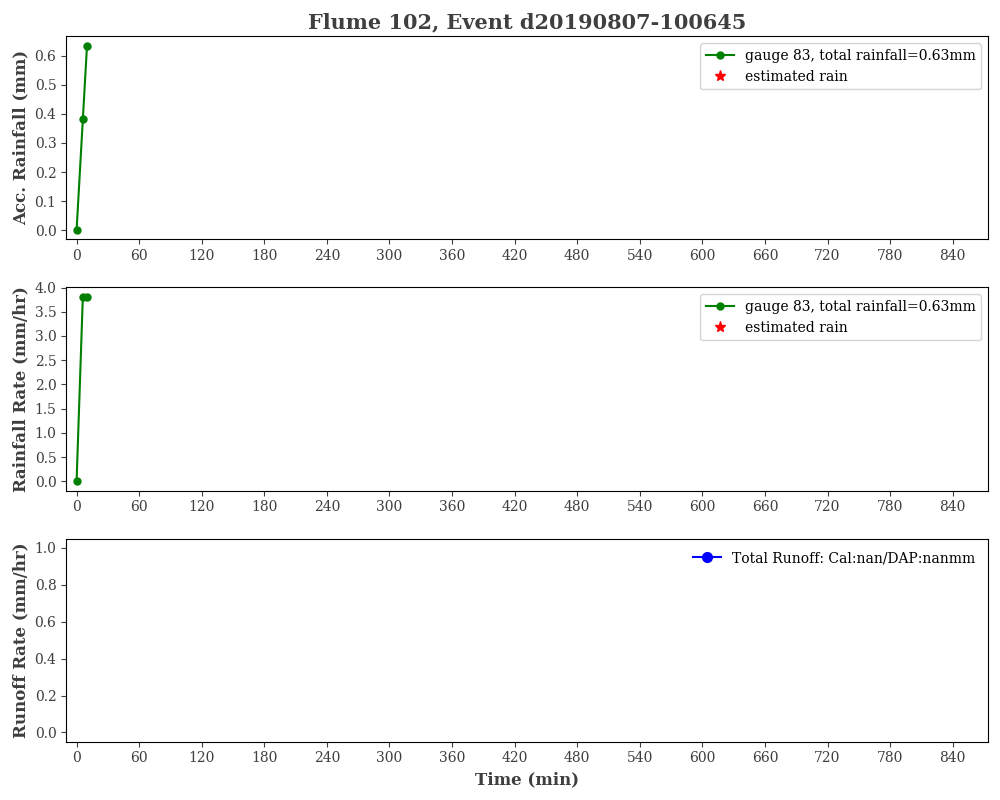 Flume 102, Event d20190807-100645
Acc. Rainfall (mm)
0.6
0.5
0.4
0.3
0.2
0.1
0.0
gauge 83, total rainfall=0.63mm
estimated rain
0 60 120 180 240 300 360 420 480 540 600 660 720 780 840
Rainfall Rate (mm/hr)
4.0
3.5
3.0
2.5
2.0
1.5
1.0
0.5
0.0
gauge 83, total rainfall=0.63mm
estimated rain
0 60 120 180 240 300 360 420 480 540 600 660 720 780 840
Runoff Rate (mm/hr)
1.0
0.8
0.6
0.4
0.2
0.0
Total Runoff: Cal:nan/DAP:nanmm
0 60 120 180 240 300 360 420 480 540 600 660 720 780 840
Time (min)